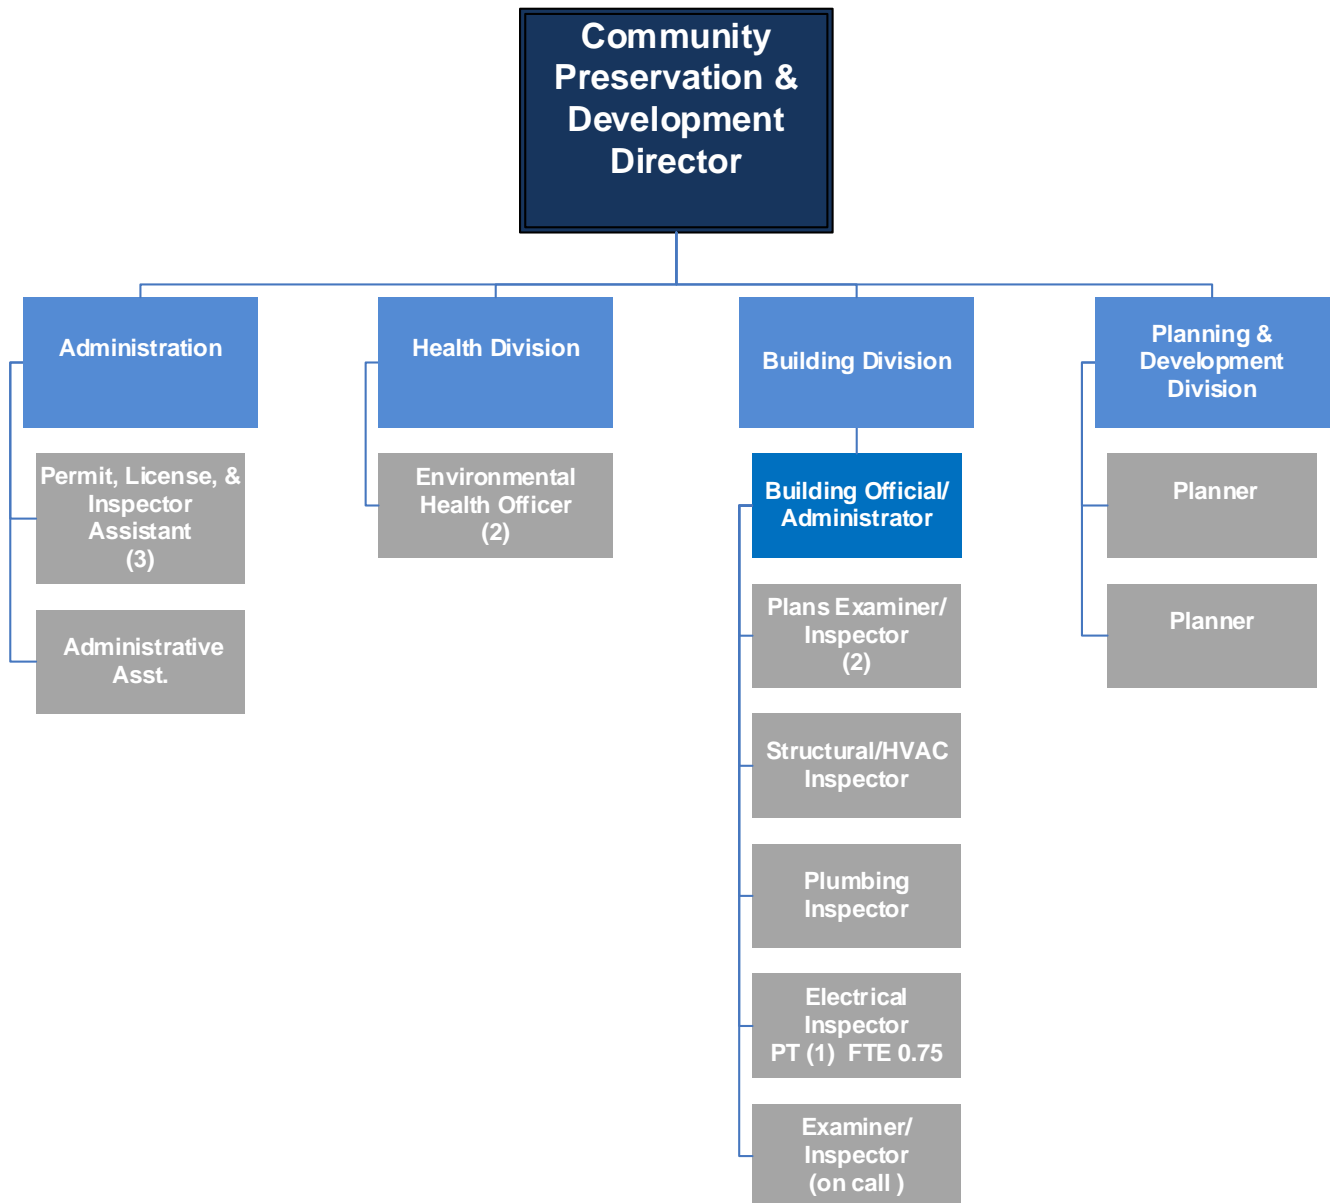 Community
Preservation &
Development
Director
Administration
Health Division
Building Division
Planning &
Development
Division
Permit, License, &
Inspector
Assistant
(3)
Administrative
Asst.
Environmental
Health Officer
(2)
Building Official/
Administrator
Plans Examiner/
Inspector
(2)
Structural/HVAC
Inspector
Plumbing
Inspector
Electrical
Inspector
PT (1)  FTE 0.75
Examiner/
Inspector
(on call )
Planner
Planner